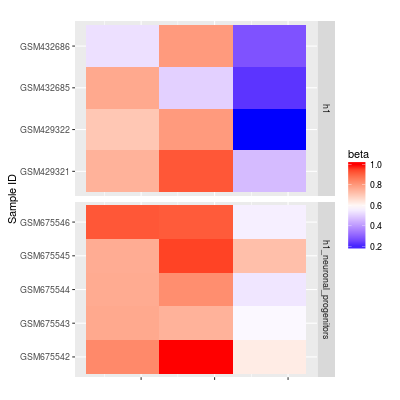 GSM432686
GSM432685
GSM429322
GSM429321
h1
GSM675546
GSM675545
GSM675544
GSM675543
GSM675542
h1_neuronal_progenitors
Sample ID
beta
1.0
0.8
0.6
0.4
0.2